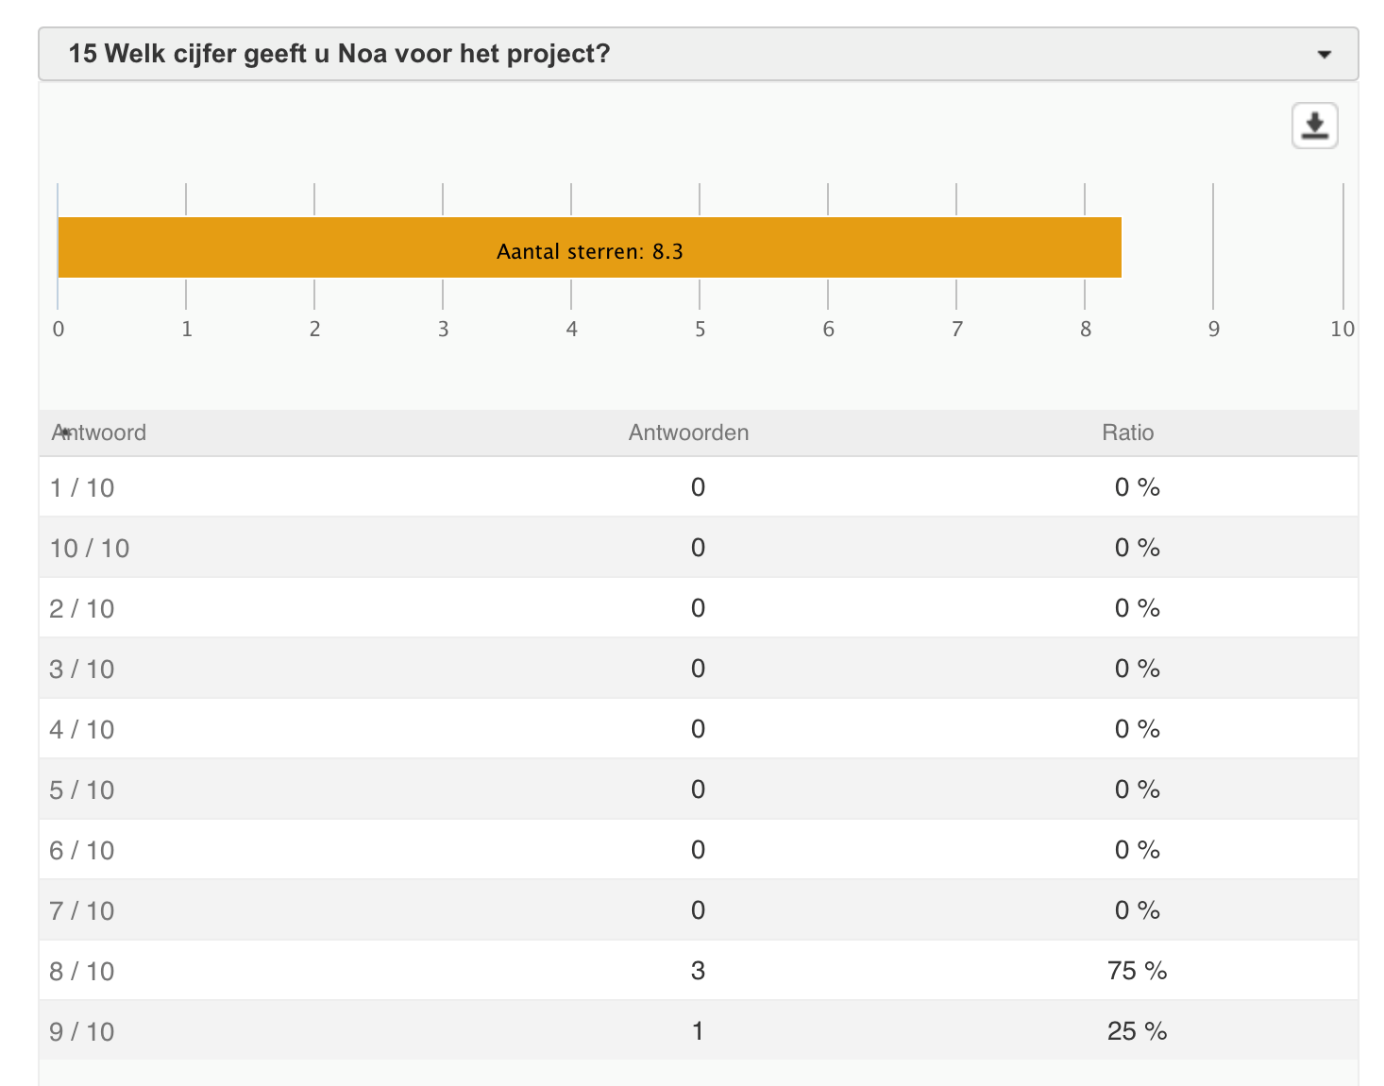 15 Welk cijfer geeft u Noa voor het project?
Aantal sterren: 8.3
0 1 2 3 4 5 6 7 8 9 10
Antwoord Antwoorden Ratio
1 / 10 0 0 %
10 / 10 0 0 %
2 / 10 0 0 %
3 / 10 0 0 %
4 / 10 0 0 %
5 / 10 0 0 %
6 / 10 0 0 %
7 / 10 0 0 %
8 / 10 3 75 %
9 / 10 1 25 %